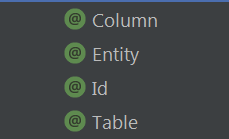 @ Column
@ Entity
@ Id
@ Table